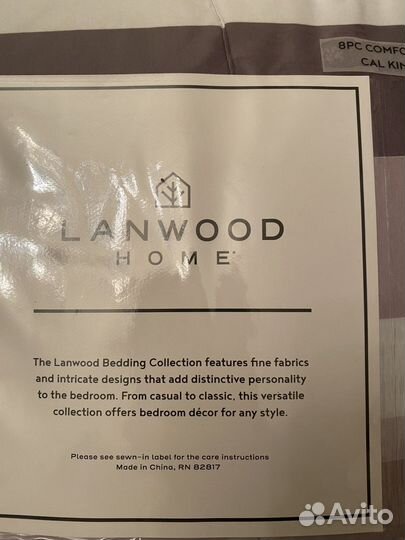 8PC COMFO
CAL KIN
LANWOOD
HOME
The Lanwood Bedding Collection features fine fabrics
and intricate designs that add distinctive personality
to the bedroom. From casual to classic, this versatile
collection offers bedroom décor for any style.
Please see sewn-in label for the care instructions
Made in China, RN 82817
Avito